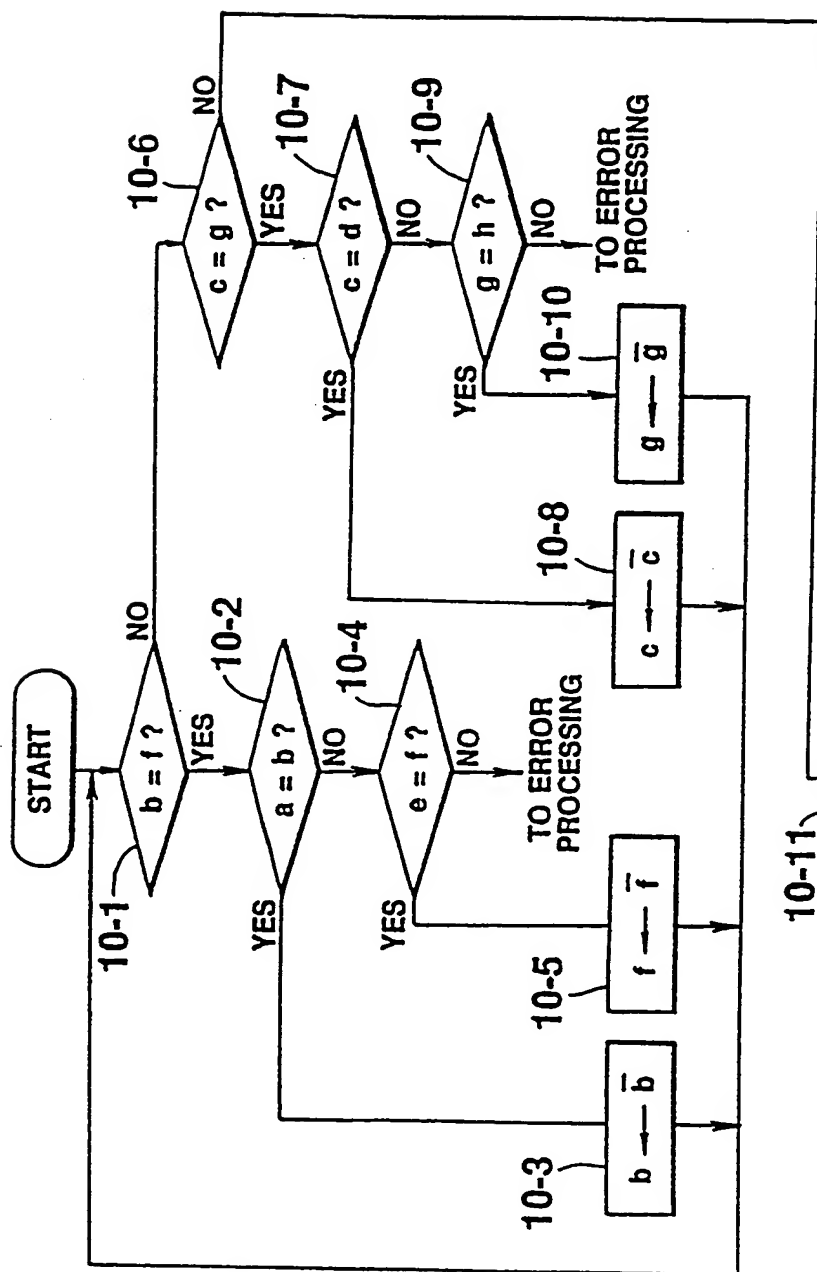 START
b = f ?
10-1
NO
YES
a = b ?
10-2
YES
NO
e = f ?
10-4
YES
NO
TO ERROR
PROCESSING
b ← b̅
10-3
f ← f̅
10-5
c = g ?
10-6
NO
YES
c = d ?
10-7
YES
NO
g = h ?
10-9
YES
NO
TO ERROR
PROCESSING
c ← c̅
10-8
g ← g̅
10-10
10-11